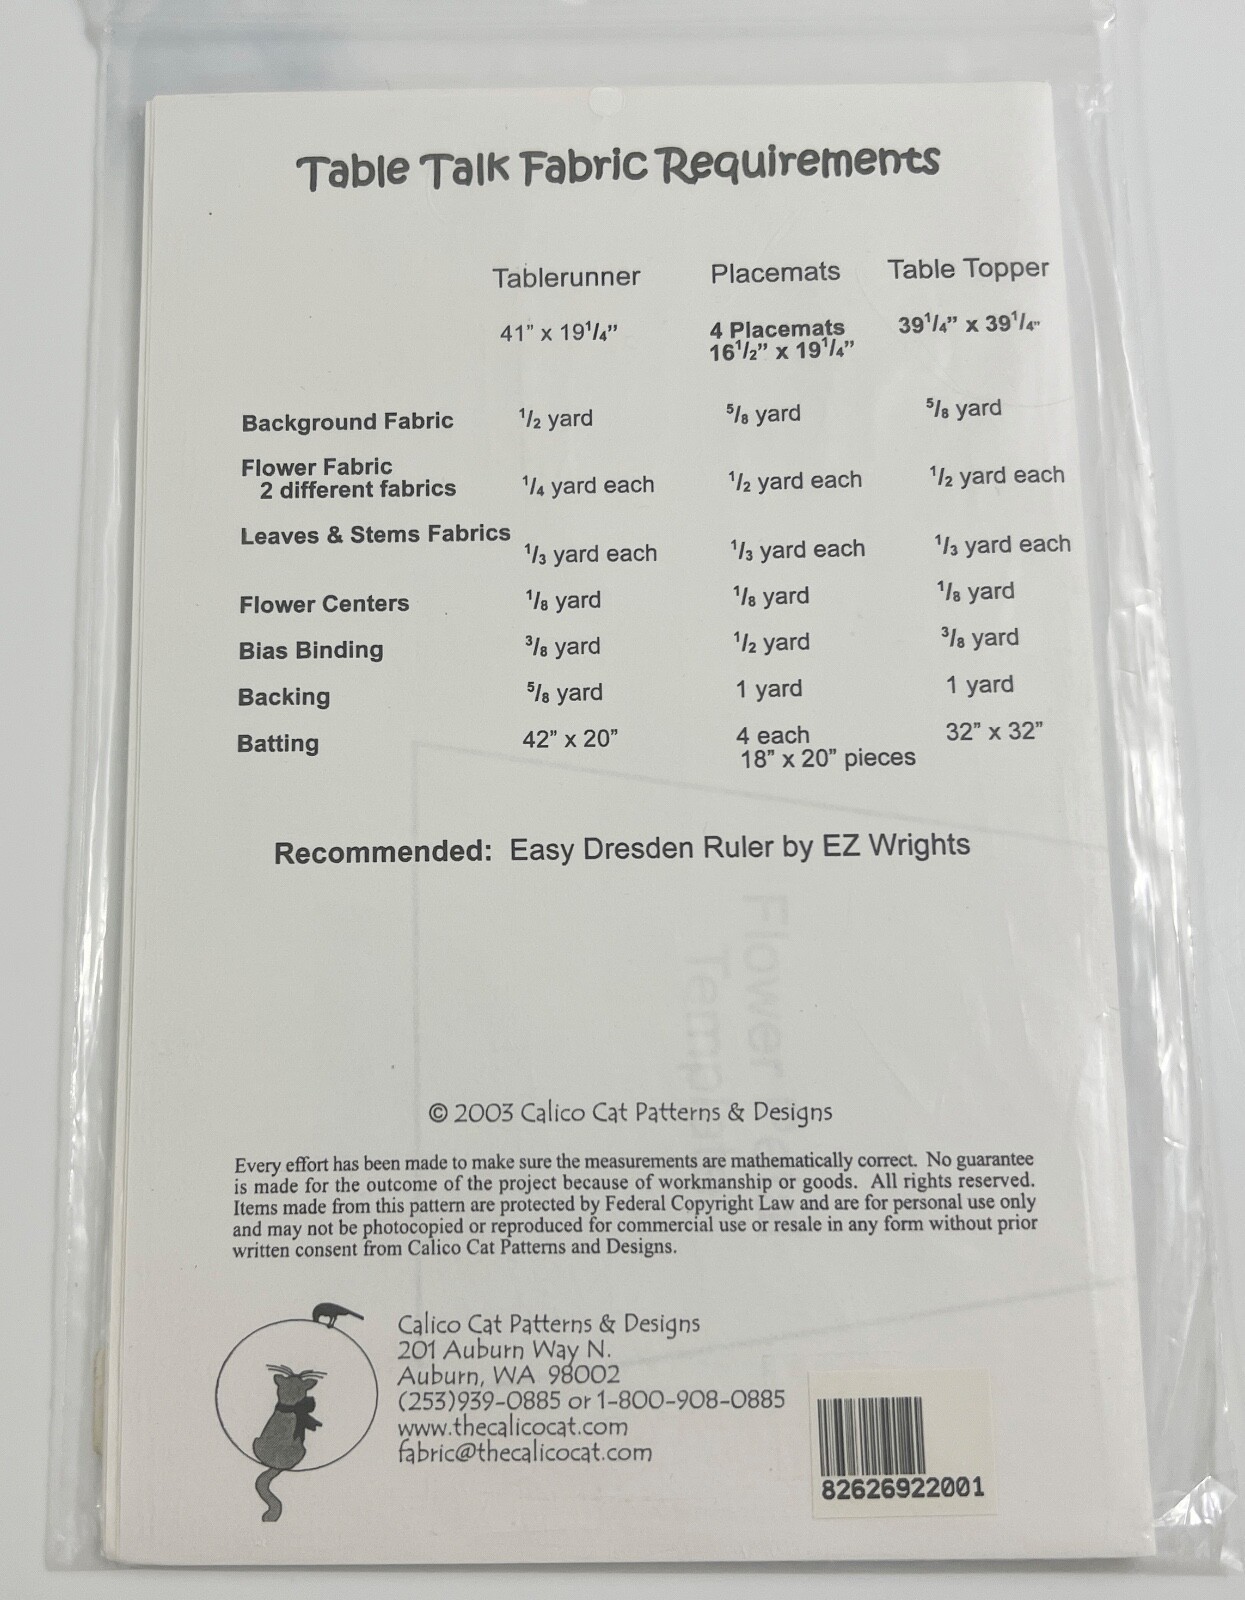 Table Talk Fabric Requirements
Tablerunner Placemats Table Topper
41” x 19¹/₄” 4 Placemats 39¹/₄” x 39¹/₄”
16¹/₂” x 19¹/₄”
Background Fabric ¹/₂ yard ⁵/₈ yard ⁵/₈ yard
Flower Fabric
2 different fabrics ¹/₄ yard each ¹/₂ yard each ¹/₂ yard each
Leaves & Stems Fabrics
¹/₃ yard each ¹/₃ yard each ¹/₃ yard each
Flower Centers ¹/₈ yard ¹/₈ yard ¹/₈ yard
Bias Binding ³/₈ yard ¹/₂ yard ³/₈ yard
Backing ⁵/₈ yard 1 yard 1 yard
Batting 42” x 20” 4 each 32” x 32”
18” x 20” pieces
Recommended: Easy Dresden Ruler by EZ Wrights
Flower
© 2003 Calico Cat Patterns & Designs
Every effort has been made to make sure the measurements are mathematically correct. No guarantee
is made for the outcome of the project because of workmanship or goods. All rights reserved.
Items made from this pattern are protected by Federal Copyright Law and are for personal use only
and may not be photocopied or reproduced for commercial use or resale in any form without prior
written consent from Calico Cat Patterns and Designs.
Calico Cat Patterns & Designs
201 Auburn Way N.
Auburn, WA 98002
(253)939-0885 or 1-800-908-0885
www.thecalicocat.com
fabric@thecalicocat.com
82626922001